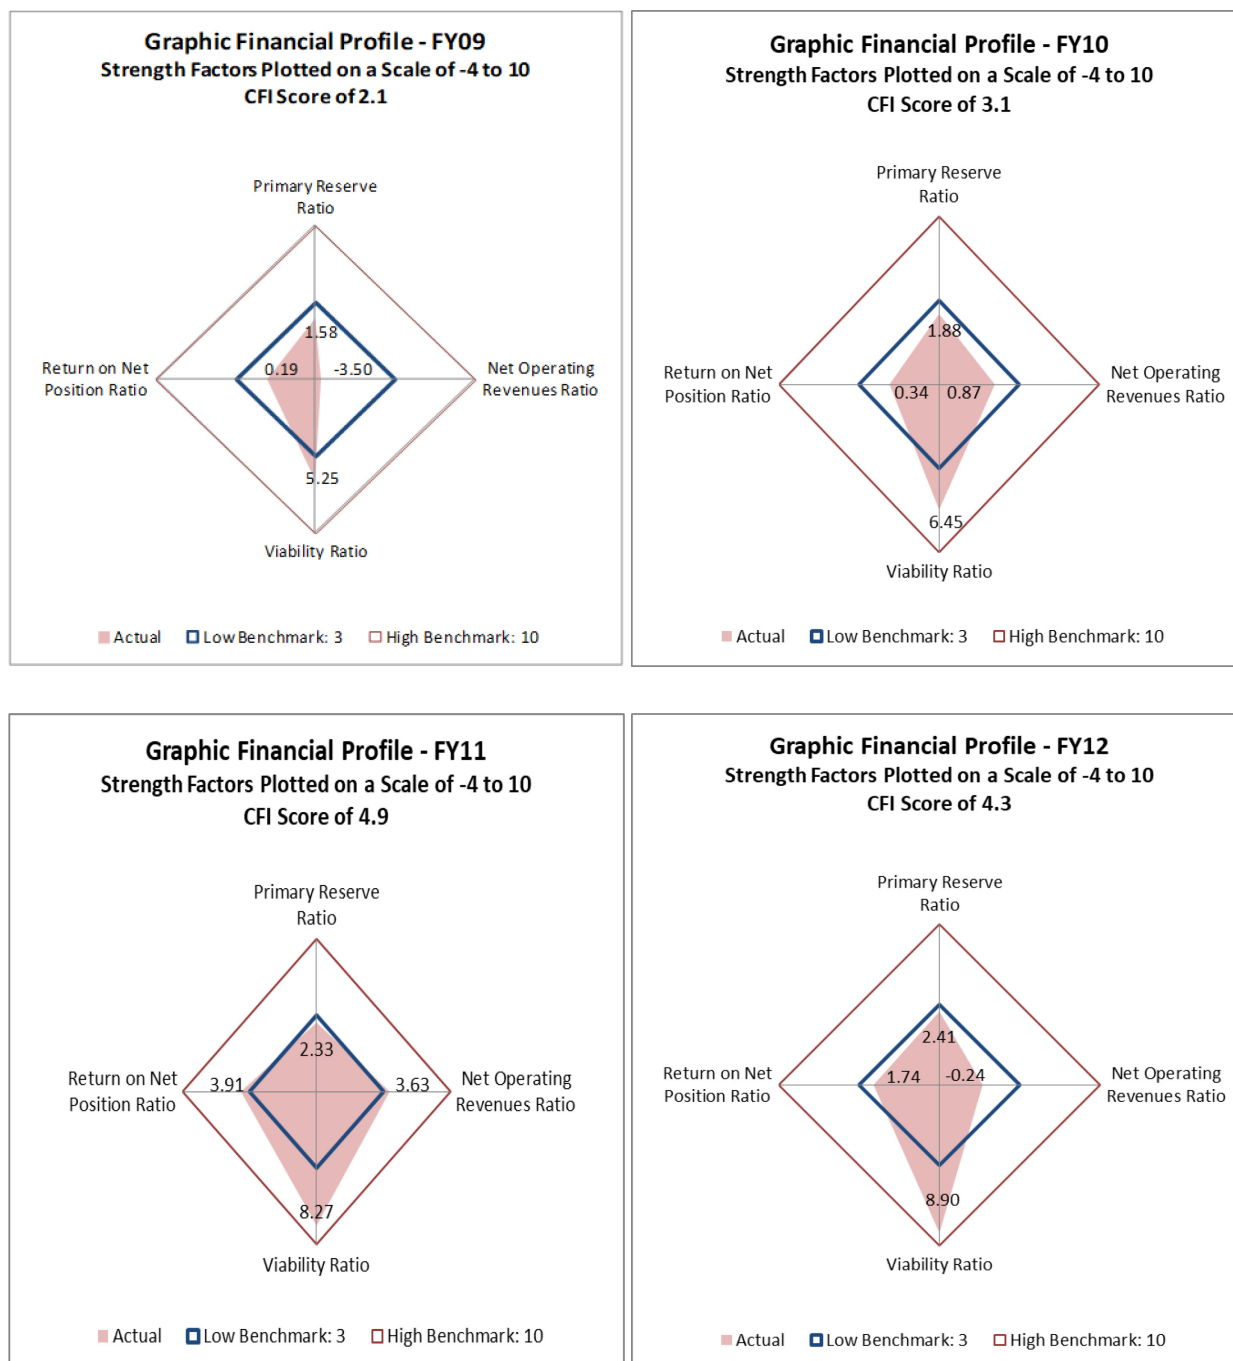 Graphic Financial Profile - FY09
Strength Factors Plotted on a Scale of -4 to 10
CFI Score of 2.1
Primary Reserve
Ratio
1.58
Return on Net
Position Ratio
0.19
-3.50
Net Operating
Revenues Ratio
5.25
Viability Ratio
Actual
Low Benchmark: 3
High Benchmark: 10
Graphic Financial Profile - FY10
Strength Factors Plotted on a Scale of -4 to 10
CFI Score of 3.1
Primary Reserve
Ratio
1.88
Return on Net
Position Ratio
0.34
0.87
Net Operating
Revenues Ratio
6.45
Viability Ratio
Actual
Low Benchmark: 3
High Benchmark: 10
Graphic Financial Profile - FY11
Strength Factors Plotted on a Scale of -4 to 10
CFI Score of 4.9
Primary Reserve
Ratio
2.33
Return on Net
Position Ratio
3.91
3.63
Net Operating
Revenues Ratio
8.27
Viability Ratio
Actual
Low Benchmark: 3
High Benchmark: 10
Graphic Financial Profile - FY12
Strength Factors Plotted on a Scale of -4 to 10
CFI Score of 4.3
Primary Reserve
Ratio
2.41
Return on Net
Position Ratio
1.74
-0.24
Net Operating
Revenues Ratio
8.90
Viability Ratio
Actual
Low Benchmark: 3
High Benchmark: 10